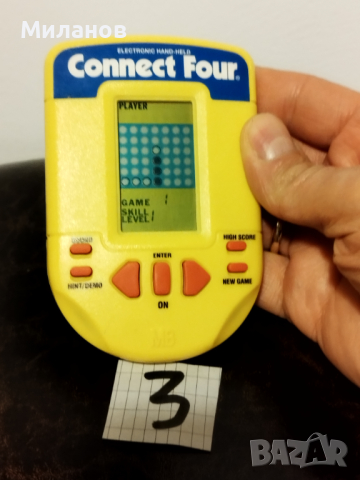 Миланов
ELECTRONIC HAND-HELD
Connect Four®
PLAYER
GAME 1
SKILL
LEVEL 1
ENTER
HIGH SCORE
HINT/DEMO
NEW GAME
ON
MB
3
BAZAR